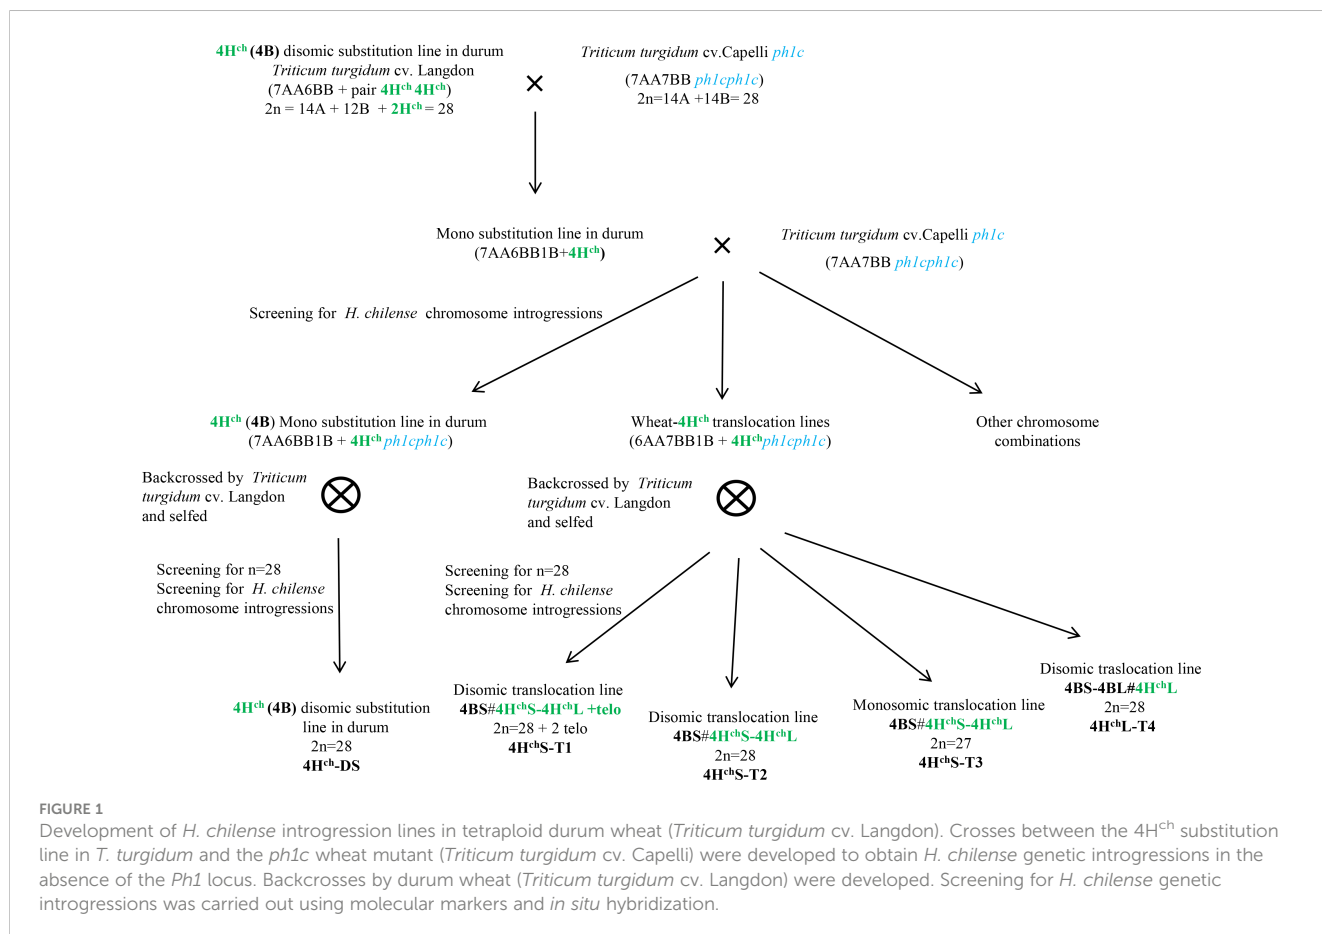 4Hch (4B) disomic substitution line in durum
Triticum turgidum cv. Langdon
(7AA6BB + pair 4Hch 4Hch)
2n = 14A + 12B + 2Hch = 28
×
Triticum turgidum cv.Capelli ph1c
(7AA7BB ph1cph1c)
2n=14A +14B= 28
Mono substitution line in durum
(7AA6BB1B+4Hch)
×
Triticum turgidum cv.Capelli ph1c
(7AA7BB ph1cph1c)
Screening for H. chilense chromosome introgressions
4Hch (4B) Mono substitution line in durum
(7AA6BB1B + 4Hch ph1cph1c)
Wheat-4Hch translocation lines
(6AA7BB1B + 4Hch ph1cph1c)
Other chromosome
combinations
Backcrossed by Triticum
turgidum cv. Langdon
and selfed
Backcrossed by Triticum
turgidum cv. Langdon
and selfed
Screening for n=28
Screening for H. chilense
chromosome introgressions
Screening for n=28
Screening for H. chilense
chromosome introgressions
4Hch (4B) disomic substitution
line in durum
2n=28
4Hch-DS
Disomic translocation line
4BS#4HchS-4HchL +telo
2n=28 + 2 telo
4HchS-T1
Disomic translocation line
4BS#4HchS-4HchL
2n=28
4HchS-T2
Monosomic translocation line
4BS#4HchS-4HchL
2n=27
4HchS-T3
Disomic traslocation line
4BS-4BL#4HchL
2n=28
4HchL-T4
FIGURE 1
Development of H. chilense introgression lines in tetraploid durum wheat (Triticum turgidum cv. Langdon). Crosses between the 4Hch substitution
line in T. turgidum and the ph1c wheat mutant (Triticum turgidum cv. Capelli) were developed to obtain H. chilense genetic introgressions in the
absence of the Ph1 locus. Backcrosses by durum wheat (Triticum turgidum cv. Langdon) were developed. Screening for H. chilense genetic
introgressions was carried out using molecular markers and in situ hybridization.